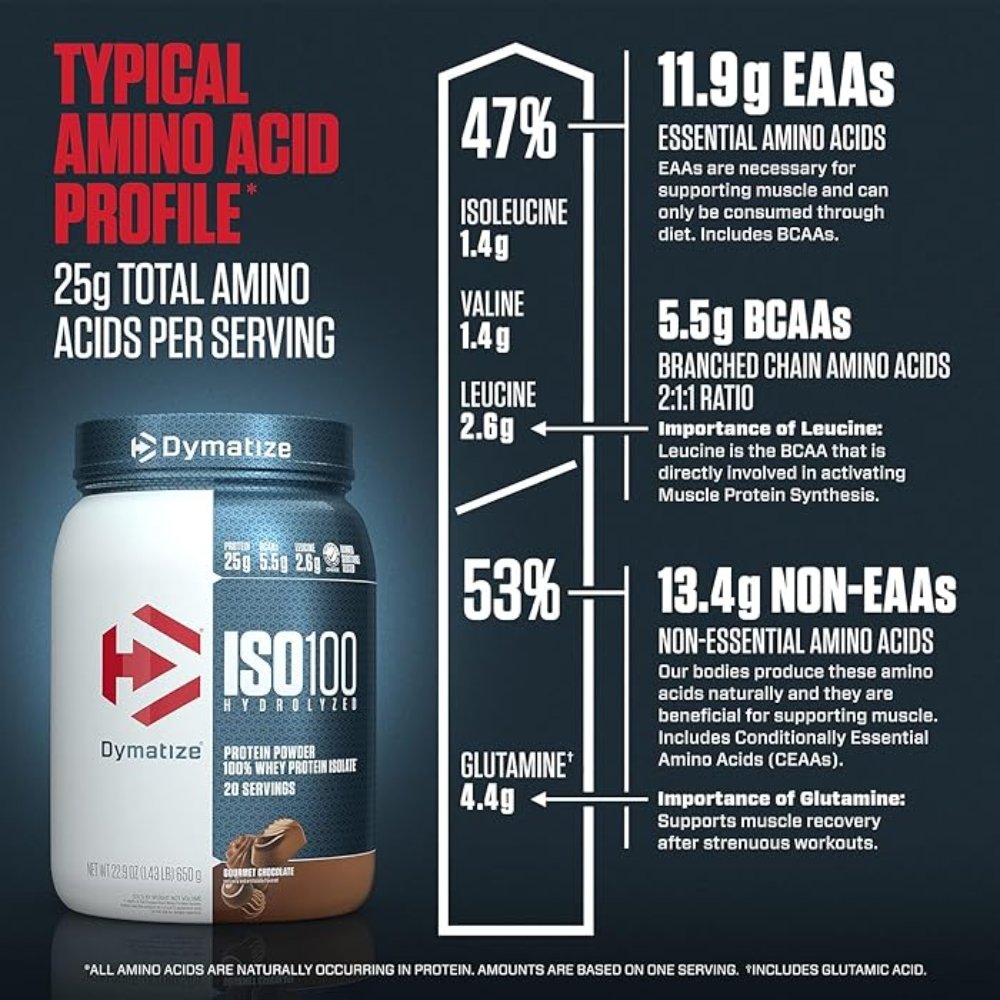 TYPICAL
AMINO ACID
PROFILE*
25g TOTAL AMINO
ACIDS PER SERVING
47%
ISOLEUCINE
1.4g
VALINE
1.4g
LEUCINE
2.6g
53%
GLUTAMINE†
4.4g
11.9g EAAs
ESSENTIAL AMINO ACIDS
EAAs are necessary for
supporting muscle and can
only be consumed through
diet. Includes BCAAs.
5.5g BCAAs
BRANCHED CHAIN AMINO ACIDS
2:1:1 RATIO
Importance of Leucine:
Leucine is the BCAA that is
directly involved in activating
Muscle Protein Synthesis.
13.4g NON-EAAs
NON-ESSENTIAL AMINO ACIDS
Our bodies produce these amino
acids naturally and they are
beneficial for supporting muscle.
Includes Conditionally Essential
Amino Acids (CEAAs).
Importance of Glutamine:
Supports muscle recovery
after strenuous workouts.
Dymatize
PROTEIN BCAAs LEUCINE
25g 5.5g 2.6g
ISO100
HYDROLYZED
Dymatize
PROTEIN POWDER
100% WHEY PROTEIN ISOLATE
20 SERVINGS
GOURMET CHOCOLATE
NET WT 22.9 OZ (1.43 LB) 650 g
*ALL AMINO ACIDS ARE NATURALLY OCCURRING IN PROTEIN. AMOUNTS ARE BASED ON ONE SERVING. †INCLUDES GLUTAMIC ACID.